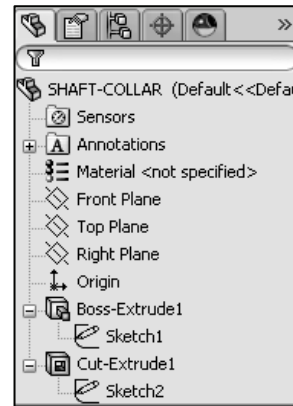 »
SHAFT-COLLAR (Default<<Defau
Sensors
A Annotations
Material <not specified>
Front Plane
Top Plane
Right Plane
Origin
Boss-Extrude1
Sketch1
Cut-Extrude1
Sketch2